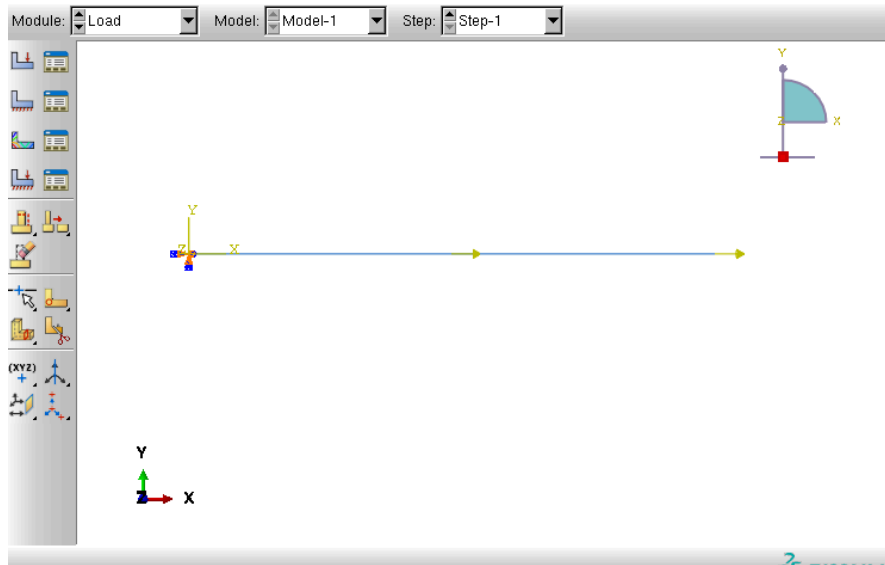 Module: Load Model: Model-1 Step: Step-1
Y
Z X
Y
Z X
(XYZ)
Y
Z X